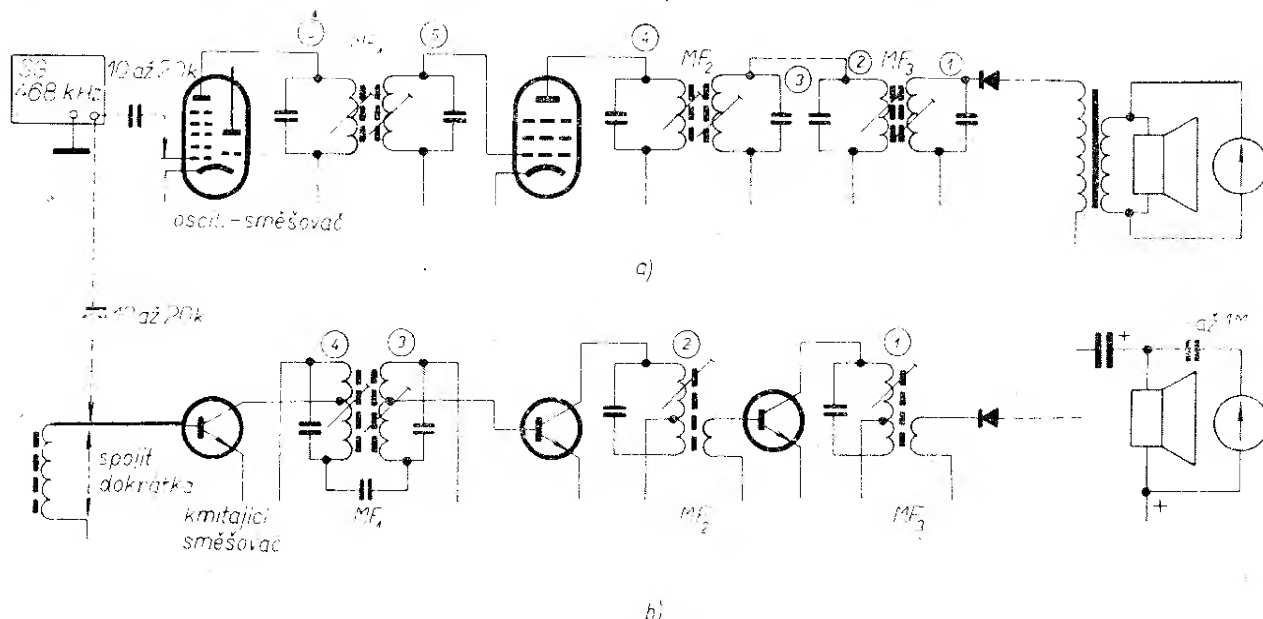 SG
468 kHz
10 až 20k
oscil.-směšovač
MF₁
5
4
MF₂
3
2
MF₃
1
a)
10 až 20k
spojit
dokrátka
kmitající
směšovač
4
3
MF₁
2
MF₂
1
MF₃
+
+
b)